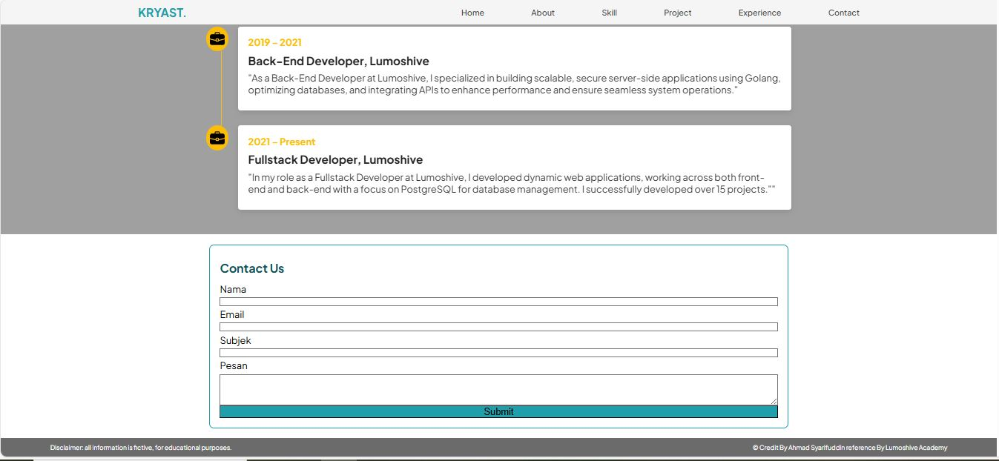 KRYAST.
Home About Skill Project Experience Contact
2019 – 2021
Back-End Developer, Lumoshive
"As a Back-End Developer at Lumoshive, I specialized in building scalable, secure server-side applications using Golang,
optimizing databases, and integrating APIs to enhance performance and ensure seamless system operations."
2021 – Present
Fullstack Developer, Lumoshive
"In my role as a Fullstack Developer at Lumoshive, I developed dynamic web applications, working across both front-
end and back-end with a focus on PostgreSQL for database management. I successfully developed over 15 projects.""
Contact Us
Nama
Email
Subjek
Pesan
Submit
Disclaimer: all information is fictive, for educational purposes.
© Credit By Ahmad Syarifuddin reference By Lumoshive Academy